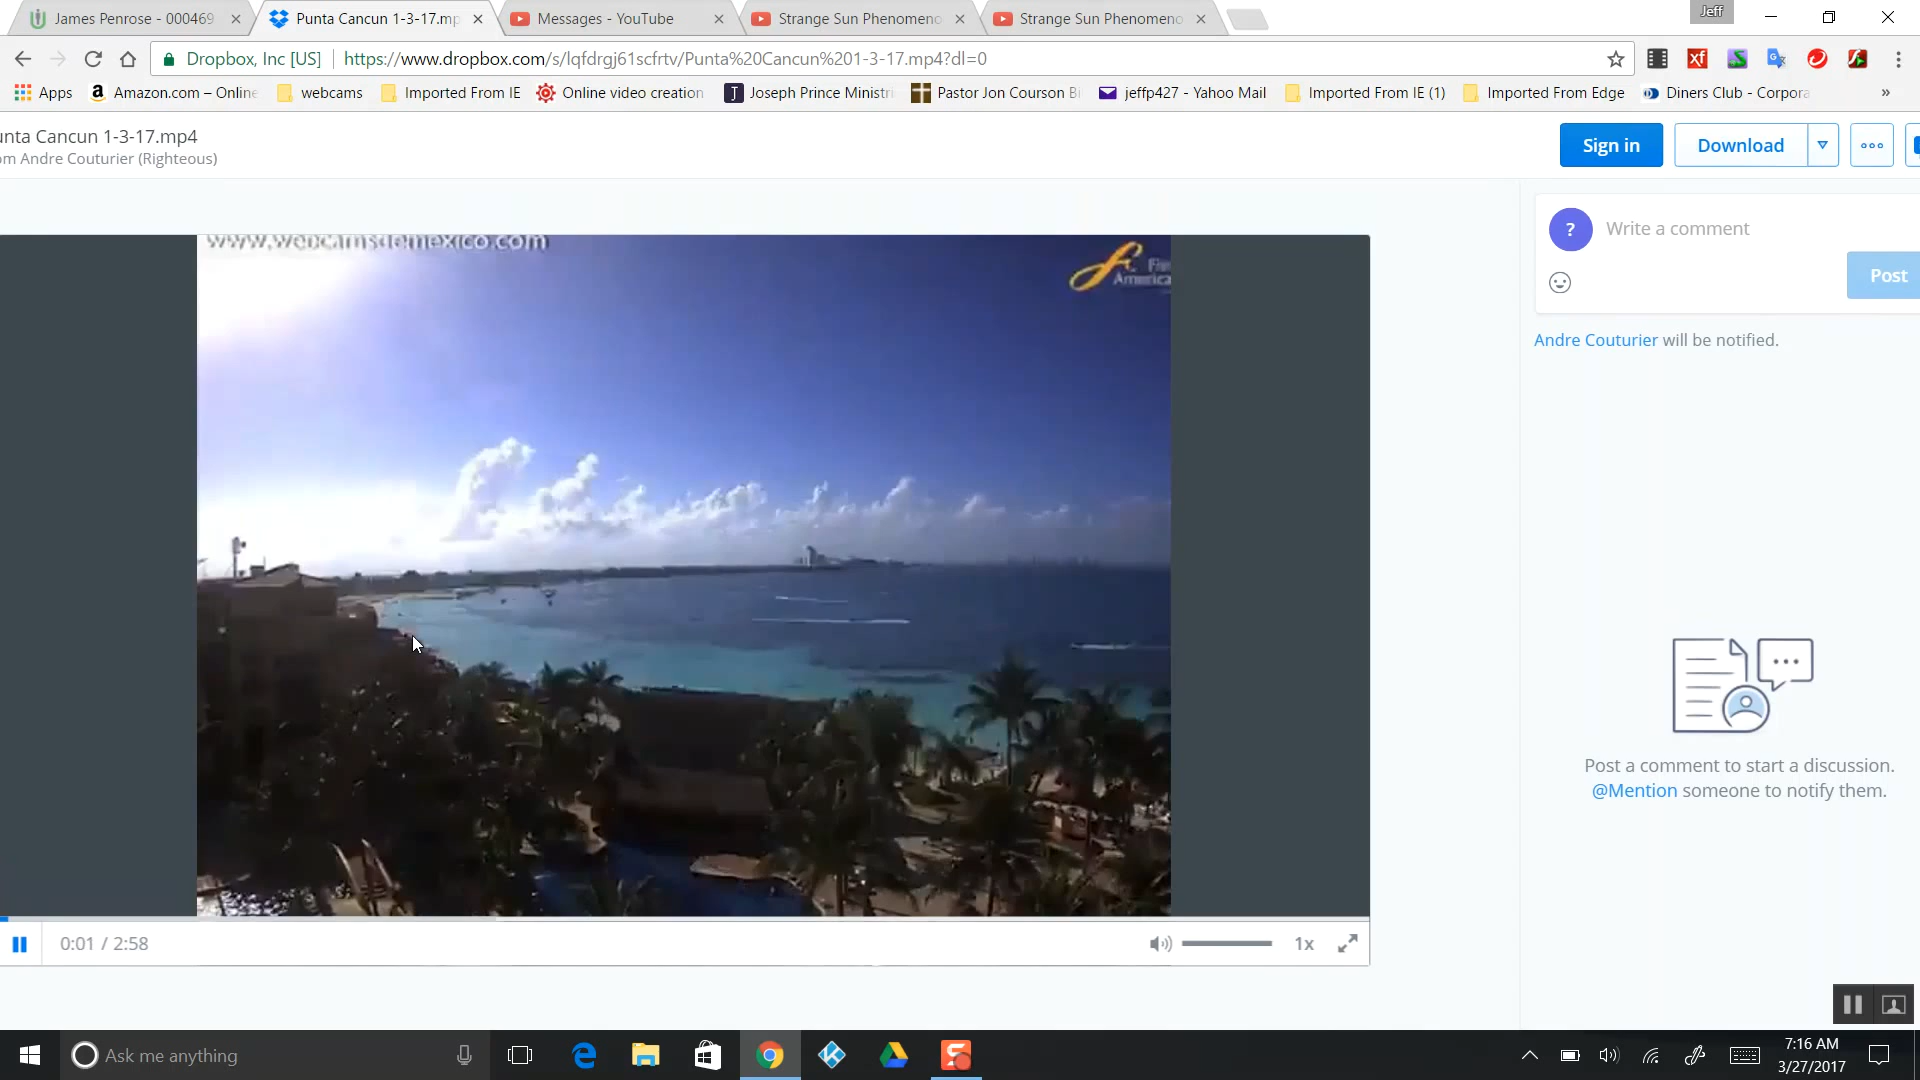 Jeff
James Penrose - 000469
Punta Cancun 1-3-17.mp
Messages - YouTube
Strange Sun Phenomeno
Strange Sun Phenomeno
Dropbox, Inc [US]
https://www.dropbox.com/s/lqfdrgj61scfrtv/Punta%20Cancun%201-3-17.mp4?dl=0
Apps
Amazon.com – Online
webcams
Imported From IE
Online video creation
Joseph Prince Ministri
Pastor Jon Courson Bi
jeffp427 - Yahoo Mail
Imported From IE (1)
Imported From Edge
Diners Club - Corpora
»
unta Cancun 1-3-17.mp4
om Andre Couturier (Righteous)
Sign in
Download
www.webcamsdemexico.com
Fies
America
?
Write a comment
Post
Andre Couturier will be notified.
Post a comment to start a discussion.
@Mention someone to notify them.
0:01 / 2:58
1x
Ask me anything
7:16 AM
3/27/2017